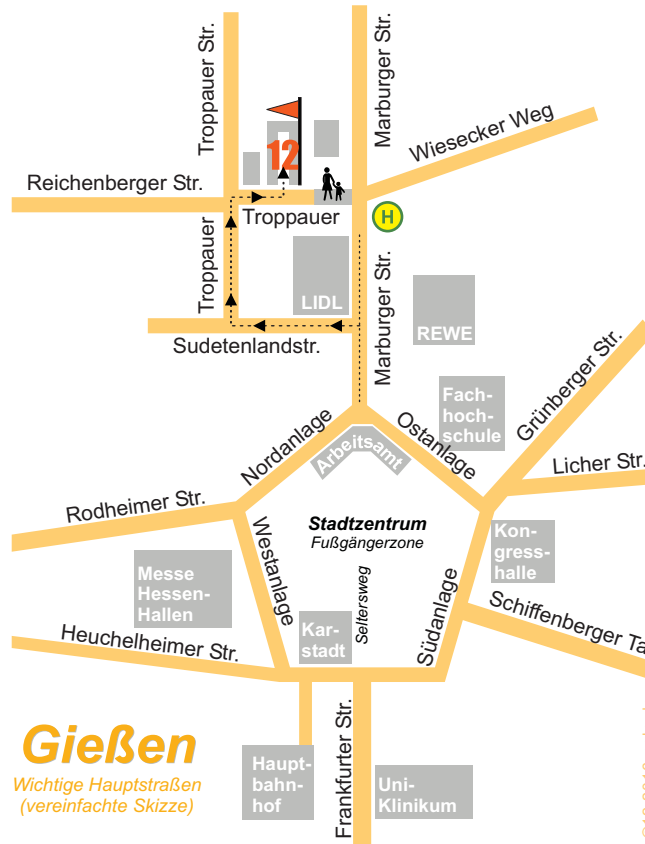 Troppauer Str.
Marburger Str.
Wiesecker Weg
12
Reichenberger Str.
Troppauer
H
Troppauer
LIDL
Marburger Str.
REWE
Sudetenlandstr.
Grünberger Str.
Fach-
hoch-
schule
Nordanlage
Arbeitsamt
Ostanlage
Licher Str.
Rodheimer Str.
Stadtzentrum
Fußgängerzone
Kon-
gress-
halle
Westanlage
Messe
Hessen-
Hallen
Seltersweg
Südanlage
Schiffenberger Ta
Kar-
stadt
Heuchelheimer Str.
Gießen
Wichtige Hauptstraßen
(vereinfachte Skizze)
Haupt-
bahn-
hof
Frankfurter Str.
Uni-
Klinikum